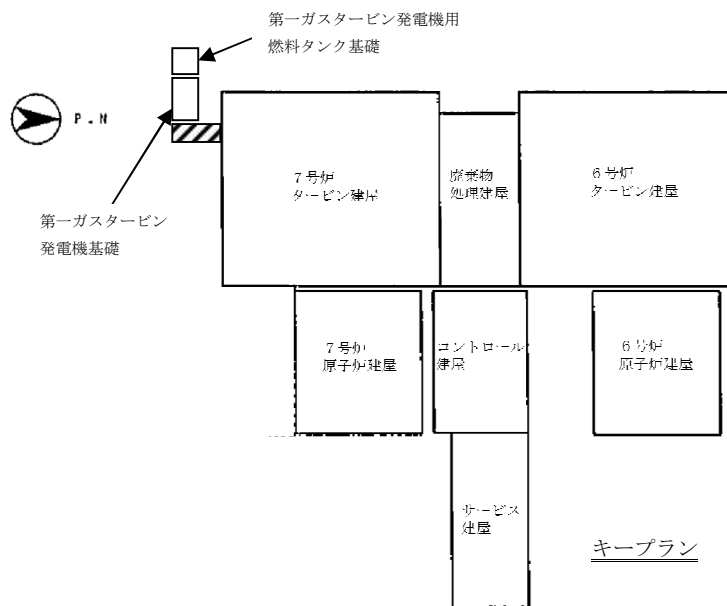 第一ガスタービン発電機用
燃料タンク基礎
P.N
7号炉
タービン建屋
廃棄物
処理建屋
6号炉
タービン建屋
第一ガスタービン
発電機基礎
7号炉
原子炉建屋
コントロール
建屋
6号炉
原子炉建屋
サービス
建屋
キープラン